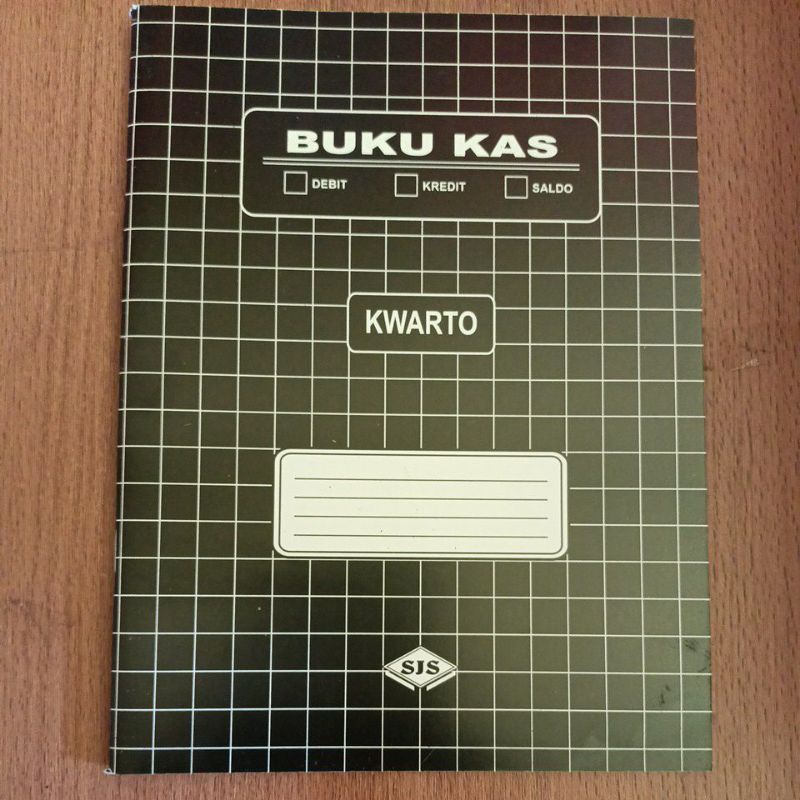 BUKU KAS
DEBIT KREDIT SALDO
KWARTO
SJS